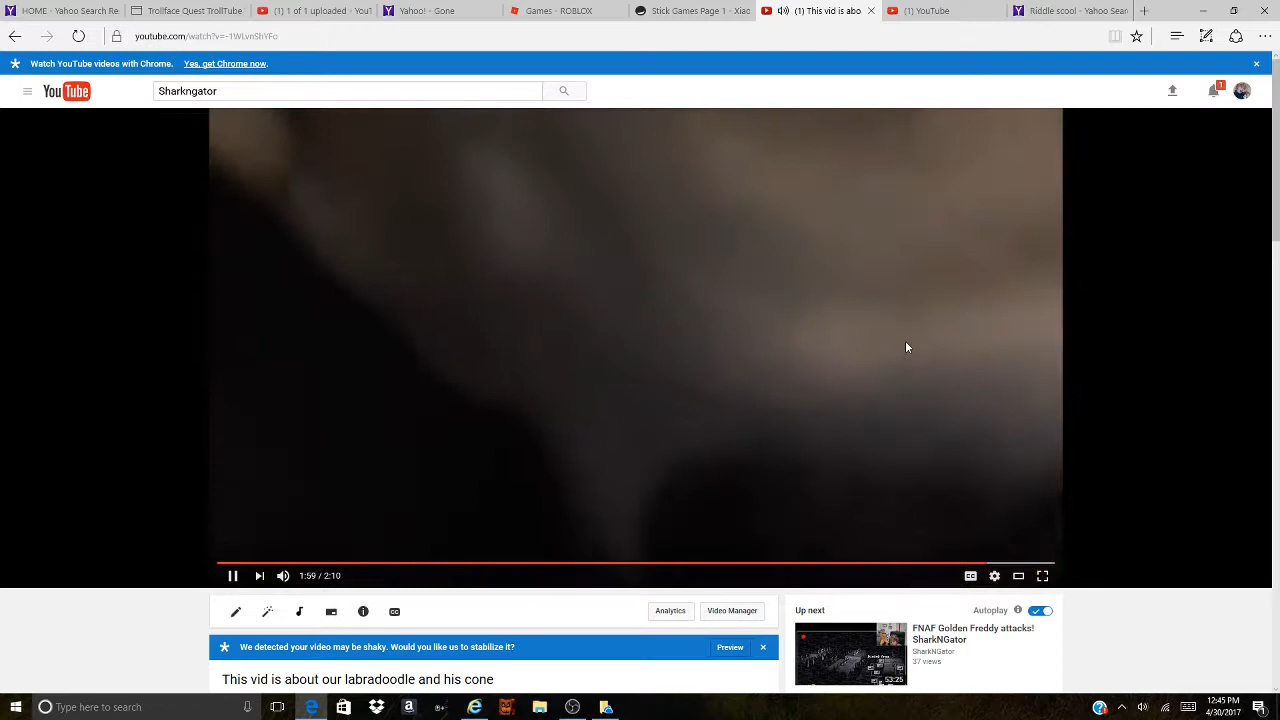 HOME - Yahoo Search Re
Trollface Quest TrollTube
(1) 1 of 1 uploaded - You
Yahoo! - Gone
Games - ROBLOX
Stick Games Page 1 - Xiao
(1) This vid is abo
(1) YouTube
Riddle scool - Yahoo Sear
youtube.com/watch?v=-1WLvnShYFo
Watch YouTube videos with Chrome. Yes, get Chrome now.
YouTube
Sharkngator
1
1:59 / 2:10
Analytics
Video Manager
Up next
Autoplay
We detected your video may be shaky. Would you like us to stabilize it?
Preview
FNAF Golden Freddy attacks!
SharkNGator
SharkNGator
37 views
53:25
This vid is about our labradoodle and his cone
Type here to search
12:45 PM
4/30/2017
1